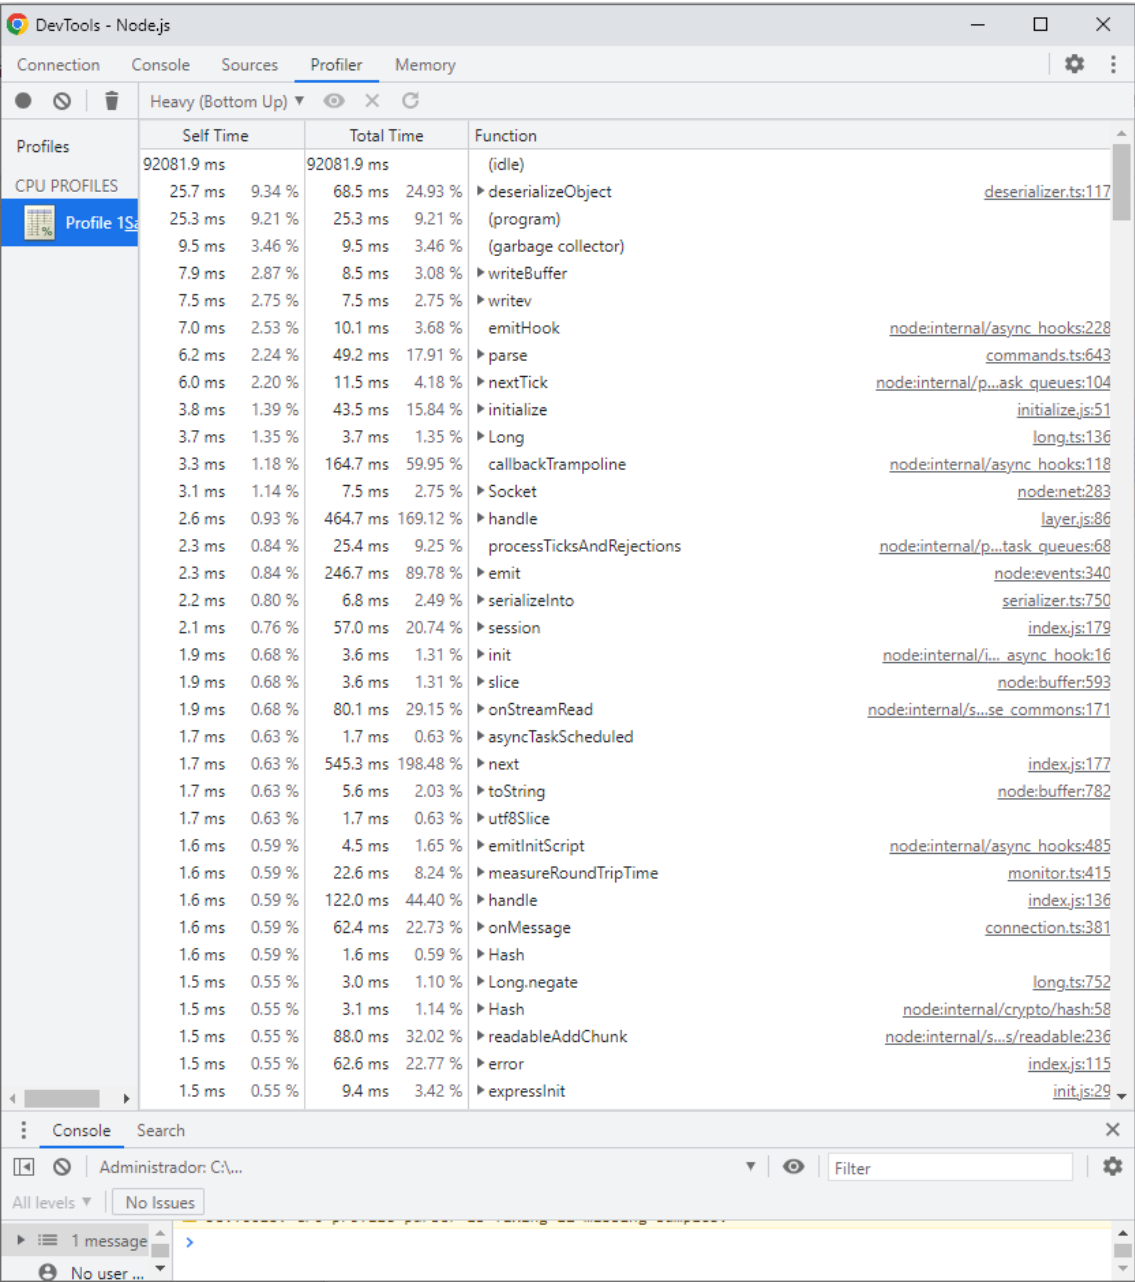 DevTools - Node.js
Connection Console Sources Profiler Memory
Heavy (Bottom Up) ▼
Profiles
CPU PROFILES
Profile 1Sa
Self Time Total Time Function
92081.9 ms 92081.9 ms (idle)
25.7 ms 9.34 % 68.5 ms 24.93 % deserializeObject deserializer.ts:117
25.3 ms 9.21 % 25.3 ms 9.21 % (program)
9.5 ms 3.46 % 9.5 ms 3.46 % (garbage collector)
7.9 ms 2.87 % 8.5 ms 3.08 % writeBuffer
7.5 ms 2.75 % 7.5 ms 2.75 % writev
7.0 ms 2.53 % 10.1 ms 3.68 % emitHook node:internal/async_hooks:228
6.2 ms 2.24 % 49.2 ms 17.91 % parse commands.ts:643
6.0 ms 2.20 % 11.5 ms 4.18 % nextTick node:internal/p...ask_queues:104
3.8 ms 1.39 % 43.5 ms 15.84 % initialize initialize.js:51
3.7 ms 1.35 % 3.7 ms 1.35 % Long long.ts:136
3.3 ms 1.18 % 164.7 ms 59.95 % callbackTrampoline node:internal/async_hooks:118
3.1 ms 1.14 % 7.5 ms 2.75 % Socket node:net:283
2.6 ms 0.93 % 464.7 ms 169.12 % handle layer.js:86
2.3 ms 0.84 % 25.4 ms 9.25 % processTicksAndRejections node:internal/p...task_queues:68
2.3 ms 0.84 % 246.7 ms 89.78 % emit node:events:340
2.2 ms 0.80 % 6.8 ms 2.49 % serializeInto serializer.ts:750
2.1 ms 0.76 % 57.0 ms 20.74 % session index.js:179
1.9 ms 0.68 % 3.6 ms 1.31 % init node:internal/i..._async_hook:16
1.9 ms 0.68 % 3.6 ms 1.31 % slice node:buffer:593
1.9 ms 0.68 % 80.1 ms 29.15 % onStreamRead node:internal/s...se_commons:171
1.7 ms 0.63 % 1.7 ms 0.63 % asyncTaskScheduled
1.7 ms 0.63 % 545.3 ms 198.48 % next index.js:177
1.7 ms 0.63 % 5.6 ms 2.03 % toString node:buffer:782
1.7 ms 0.63 % 1.7 ms 0.63 % utf8Slice
1.6 ms 0.59 % 4.5 ms 1.65 % emitInitScript node:internal/async_hooks:485
1.6 ms 0.59 % 22.6 ms 8.24 % measureRoundTripTime monitor.ts:415
1.6 ms 0.59 % 122.0 ms 44.40 % handle index.js:136
1.6 ms 0.59 % 62.4 ms 22.73 % onMessage connection.ts:381
1.6 ms 0.59 % 1.6 ms 0.59 % Hash
1.5 ms 0.55 % 3.0 ms 1.10 % Long.negate long.ts:752
1.5 ms 0.55 % 3.1 ms 1.14 % Hash node:internal/crypto/hash:58
1.5 ms 0.55 % 88.0 ms 32.02 % readableAddChunk node:internal/s...s/readable:236
1.5 ms 0.55 % 62.6 ms 22.77 % error index.js:115
1.5 ms 0.55 % 9.4 ms 3.42 % expressInit init.js:29
Console Search
Administrador: C:\... Filter
All levels ▼ No Issues
1 message
No user ...